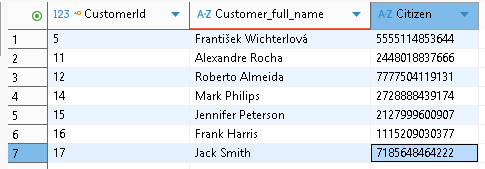 123 CustomerId A-Z Customer_full_name A-Z Citizen
1 5 František Wichterlová 5555114853644
2 11 Alexandre Rocha 2448018837666
3 12 Roberto Almeida 7777504119131
4 14 Mark Philips 2728888439174
5 15 Jennifer Peterson 2127999600907
6 16 Frank Harris 1115209030377
7 17 Jack Smith 7185648464222